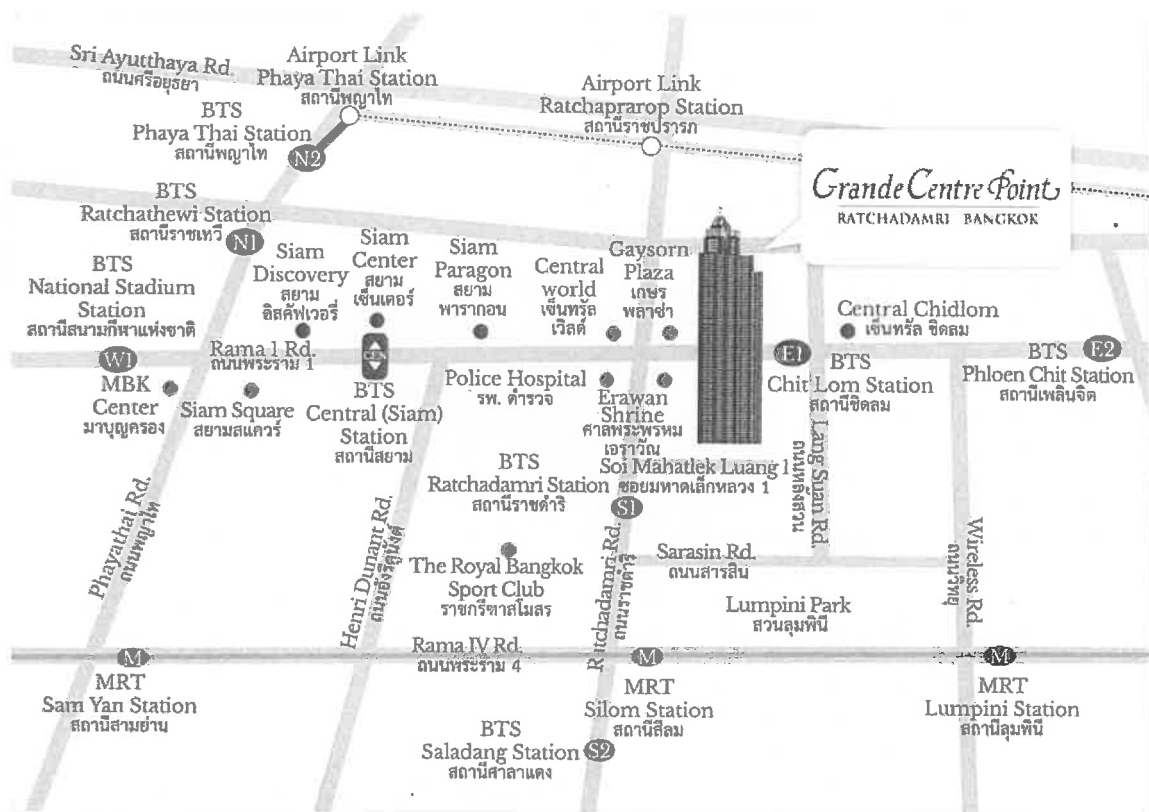 Sri Ayutthaya Rd.
ถนนศรีอยุธยา
Airport Link
Phaya Thai Station
สถานีพญาไท
Airport Link
Ratchaprarop Station
สถานีราชปรารภ
BTS
Phaya Thai Station
สถานีพญาไท
N2
Grande Centre Point
RATCHADAMRI BANGKOK
BTS
Ratchathewi Station
สถานีราชเทวี
N1
BTS
National Stadium
Station
สถานีสนามกีฬาแห่งชาติ
W1
Siam
Discovery
สยาม
ดิสคัฟเวอรี่
Siam
Center
สยาม
เซ็นเตอร์
Siam
Paragon
สยาม
พารากอน
Central
world
เซ็นทรัล
เวิลด์
Gaysorn
Plaza
เกษร
พลาซ่า
Central Chidlom
เซ็นทรัล ชิดลม
Rama 1 Rd.
ถนนพระราม 1
CEN
E1
BTS
Chit Lom Station
สถานีชิดลม
BTS
Phloen Chit Station
สถานีเพลินจิต
E2
MBK
Center
มาบุญครอง
Siam Square
สยามสแควร์
BTS
Central (Siam)
Station
สถานีสยาม
Police Hospital
รพ. ตำรวจ
Erawan
Shrine
ศาลพระพรหม
เอราวัณ
BTS
Ratchadamri Station
สถานีราชดำริ
S1
Soi Mahatlek Luang 1
ซอยมหาดเล็กหลวง 1
Lang Suan Rd.
ถนนหลังสวน
Phayathai Rd.
ถนนพญาไท
Henri Dunant Rd.
ถนนอังรีดูนังต์
The Royal Bangkok
Sport Club
ราชกรีฑาสโมสร
Ratchadamri Rd.
ถนนราชดำริ
Sarasin Rd.
ถนนสารสิน
Wireless Rd.
ถนนวิทยุ
Lumpini Park
สวนลุมพินี
Rama IV Rd.
ถนนพระราม 4
M
MRT
Sam Yan Station
สถานีสามย่าน
M
MRT
Silom Station
สถานีสีลม
M
MRT
Lumpini Station
สถานีลุมพินี
BTS
Saladang Station
สถานีศาลาแดง
S2